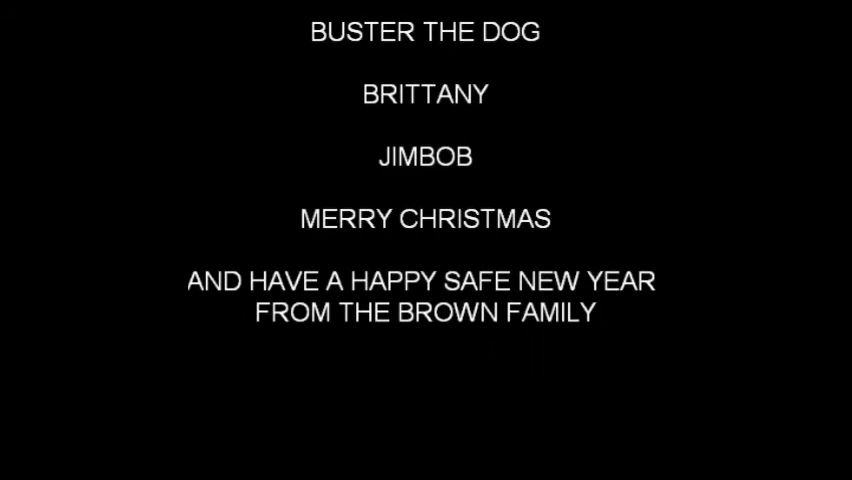 BUSTER THE DOG
BRITTANY
JIMBOB
MERRY CHRISTMAS
AND HAVE A HAPPY SAFE NEW YEAR
FROM THE BROWN FAMILY